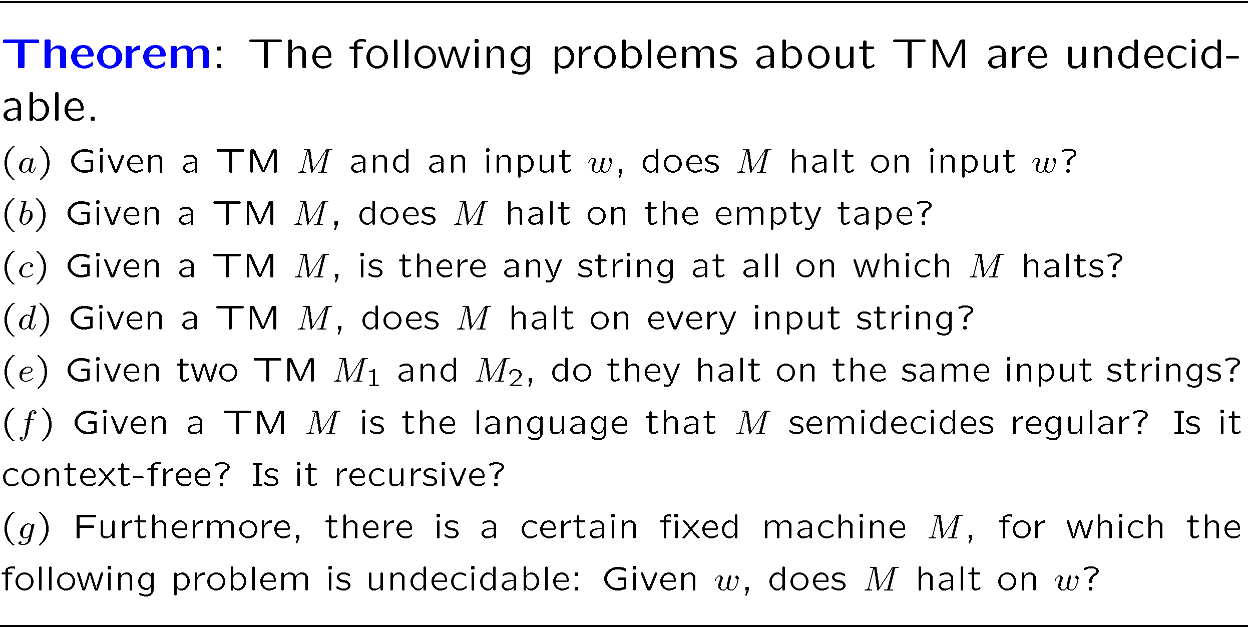 Theorem: The following problems about TM are undecid-
able.
(a) Given a TM M and an input w, does M halt on input w?
(b) Given a TM M, does M halt on the empty tape?
(c) Given a TM M, is there any string at all on which M halts?
(d) Given a TM M, does M halt on every input string?
(e) Given two TM M₁ and M₂, do they halt on the same input strings?
(f) Given a TM M is the language that M semidecides regular? Is it
context-free? Is it recursive?
(g) Furthermore, there is a certain fixed machine M, for which the
following problem is undecidable: Given w, does M halt on w?